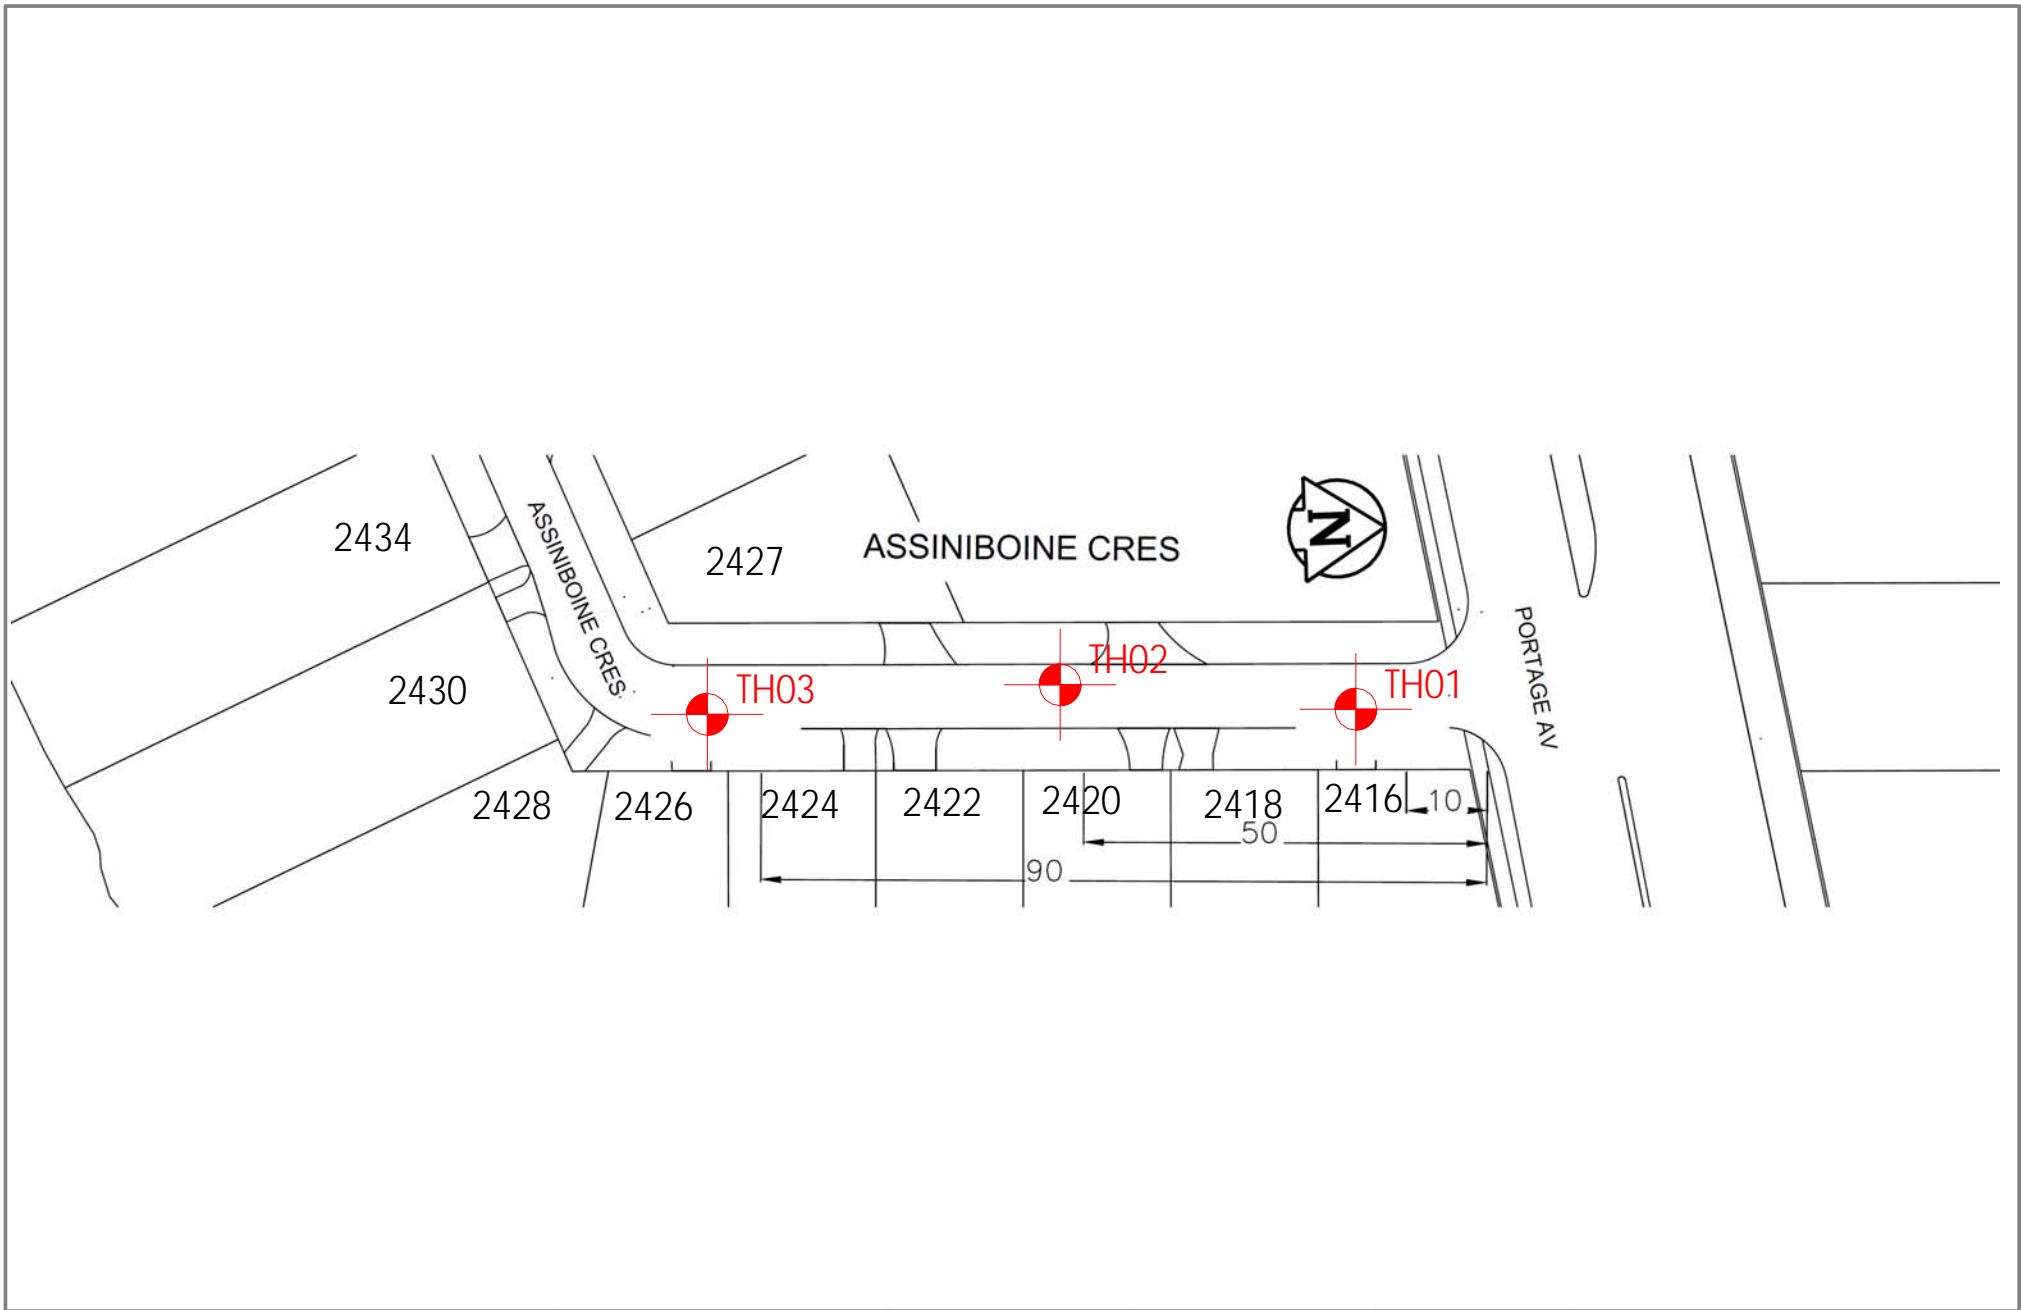 ASSINIBOINE CRES
2434
2427
ASSINIBOINE CRES
N
PORTAGE AV
2430
TH03
TH02
TH01
2428
2426
2424
2422
2420
2418
2416
10
50
90